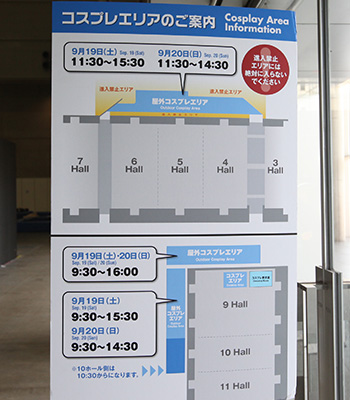 コスプレエリアのご案内 Cosplay Area Information
9月19日(土) Sep. 19 (Sat)
11:30～15:30
9月20日(日) Sep. 20 (Sun)
11:30～14:30
進入禁止
エリアには
絶対に入らない
でください
進入禁止エリア
進入禁止エリア
屋外コスプレエリア
Outdoor Cosplay Area
7 Hall
6 Hall
5 Hall
4 Hall
3 Hall
9月19日(土)・20日(日)
Sep. 19 (Sat) / 20 (Sun)
9:30～16:00
屋外コスプレエリア
Outdoor Cosplay Area
9月19日(土)
Sep. 19 (Sat)
9:30～15:30
9月20日(日)
Sep. 20 (Sun)
9:30～14:30
屋外コスプレエリア
コスプレ
エリア
9 Hall
10 Hall
11 Hall
※10ホール側は
10:30からになります。